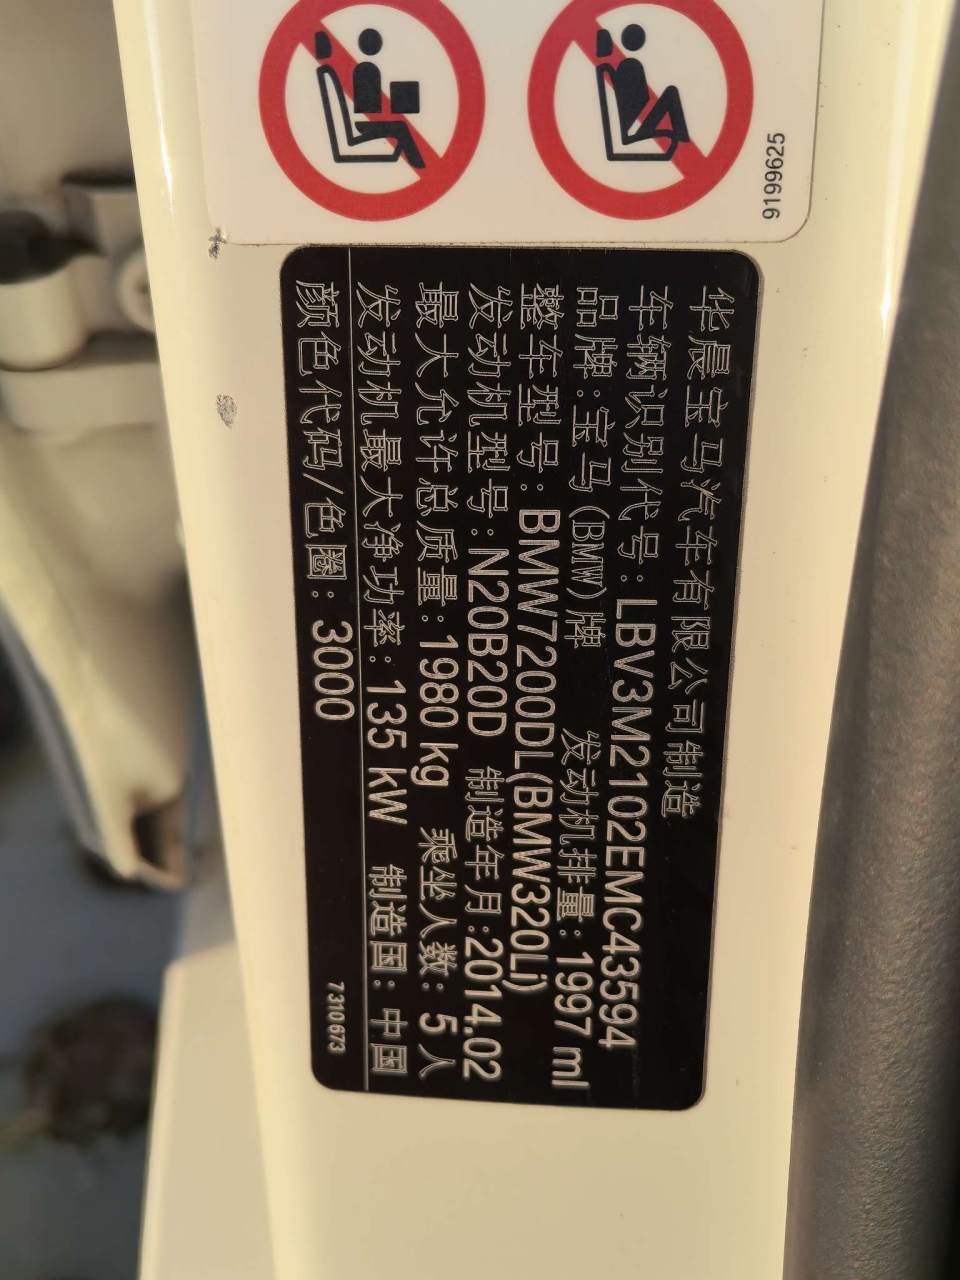 9199625
华晨宝马汽车有限公司制造
车辆识别代号:LBV3M2102EMC43594
品牌:宝马(BMW)牌 发动机排量:1997 ml
整车型号:BMW7200DL(BMW320Li)
发动机型号:N20B20D 制造年月:2014.02
最大允许总质量:1980 kg 乘坐人数:5人
发动机最大净功率:135 kW 制造国:中国
颜色代码/色圈:3000
7310673